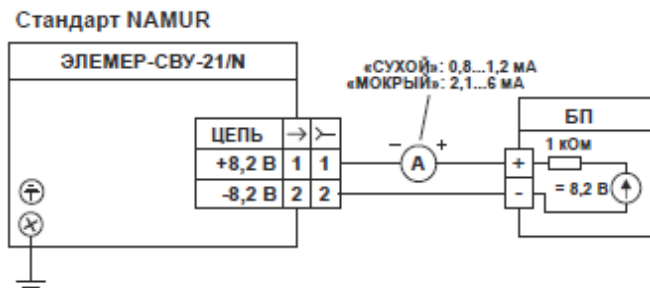 Стандарт NAMUR
ЭЛЕМЕР-СВУ-21/N
«СУХОЙ»: 0,8...1,2 мА
«МОКРЫЙ»: 2,1...6 мА
БП
ЦЕПЬ
1 кОм
+8,2 В 1 1
− A +
+
-8,2 В 2 2
-
= 8,2 В